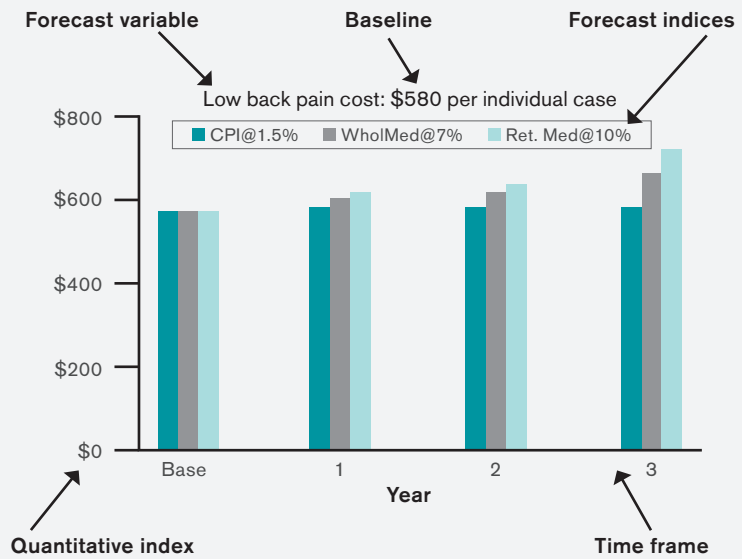 Forecast variable Baseline Forecast indices
Low back pain cost: $580 per individual case
CPI@1.5% WholMed@7% Ret. Med@10%
$800
$600
$400
$200
$0
Base 1 2 3
Year
Quantitative index Time frame